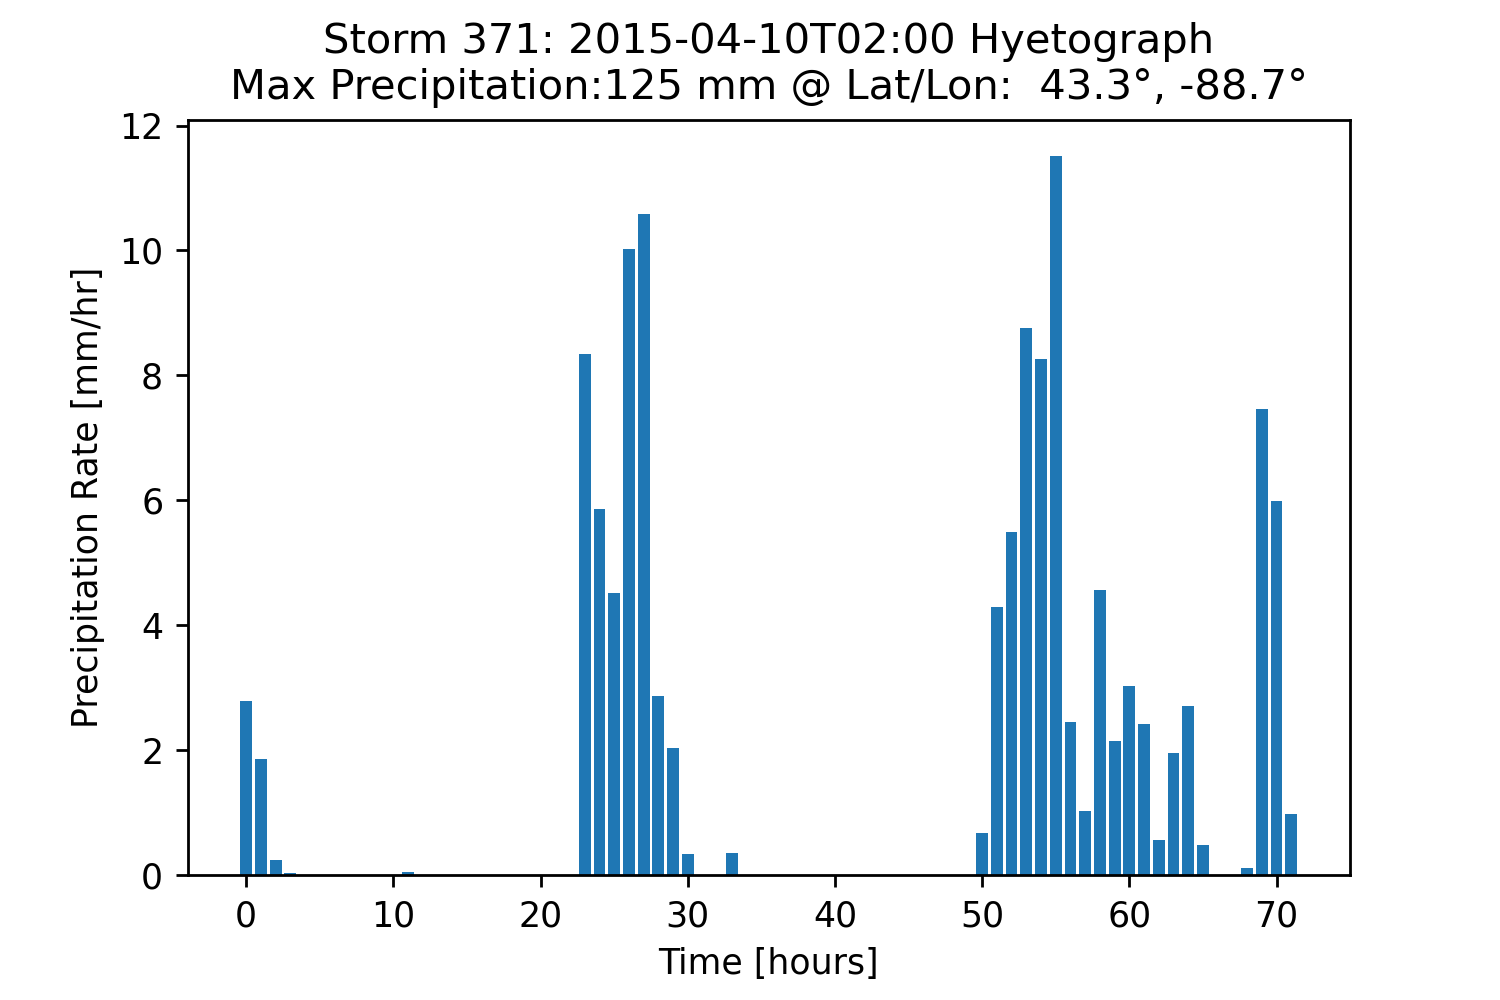 Storm 371: 2015-04-10T02:00 Hyetograph
Max Precipitation:125 mm @ Lat/Lon:  43.3°, -88.7°
12
10
8
6
4
2
0
Precipitation Rate [mm/hr]
0 10 20 30 40 50 60 70
Time [hours]